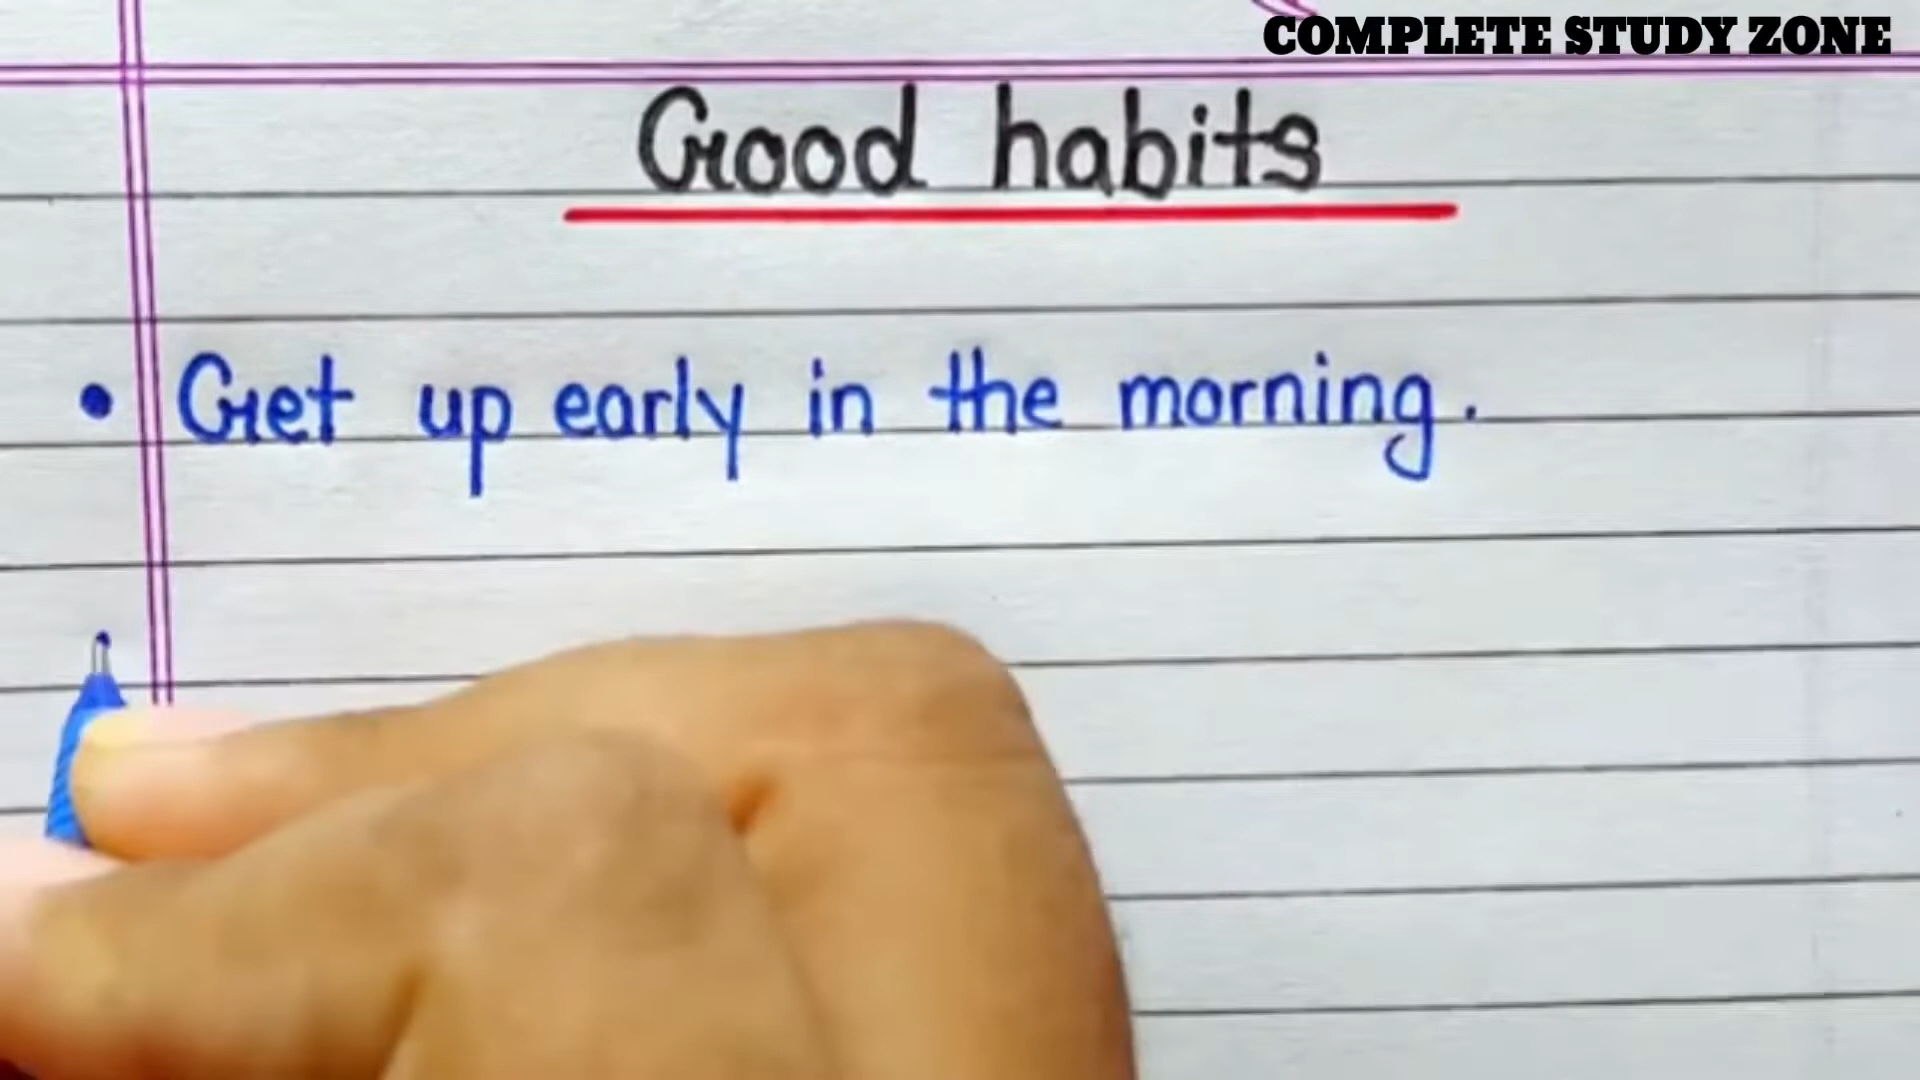 COMPLETE STUDY ZONE
Good habits
• Get up early in the morning.